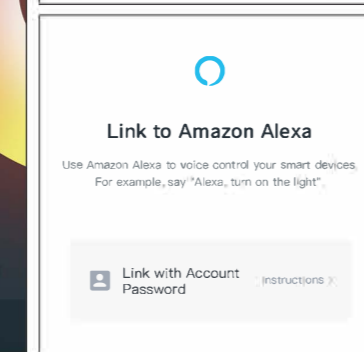 Link to Amazon Alexa
Use Amazon Alexa to voice control your smart devices.
For example, say "Alexa, turn on the light".
Link with Account
Password
Instructions >